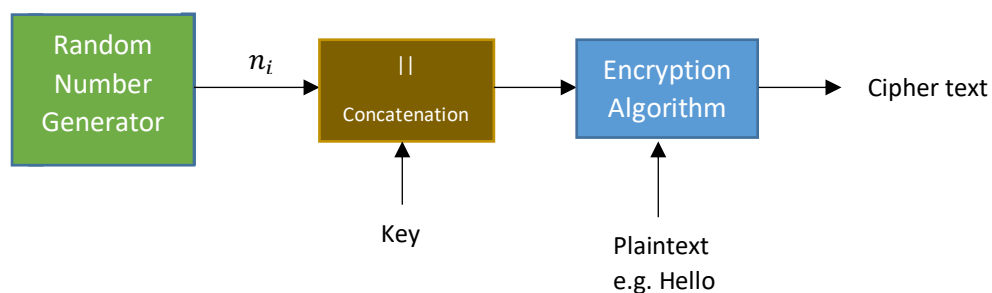 Random
Number
Generator
𝑛𝑖
||
Concatenation
Encryption
Algorithm
Cipher text
Key
Plaintext
e.g. Hello